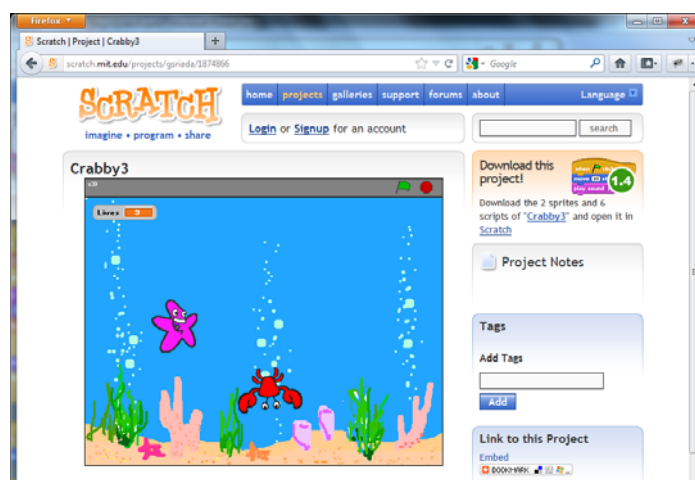 Firefox
Scratch | Project | Crabby3
scratch.mit.edu/projects/gsrieda/1874866
Google
SCRATCH
imagine • program • share
home projects galleries support forums about Language
Login or Signup for an account
search
Crabby3
Lives 3
Download this project!
1.4
Download the 2 sprites and 6
scripts of "Crabby3" and open it in
Scratch
Project Notes
Tags
Add Tags
Add
Link to this Project
Embed
BOOKMARK